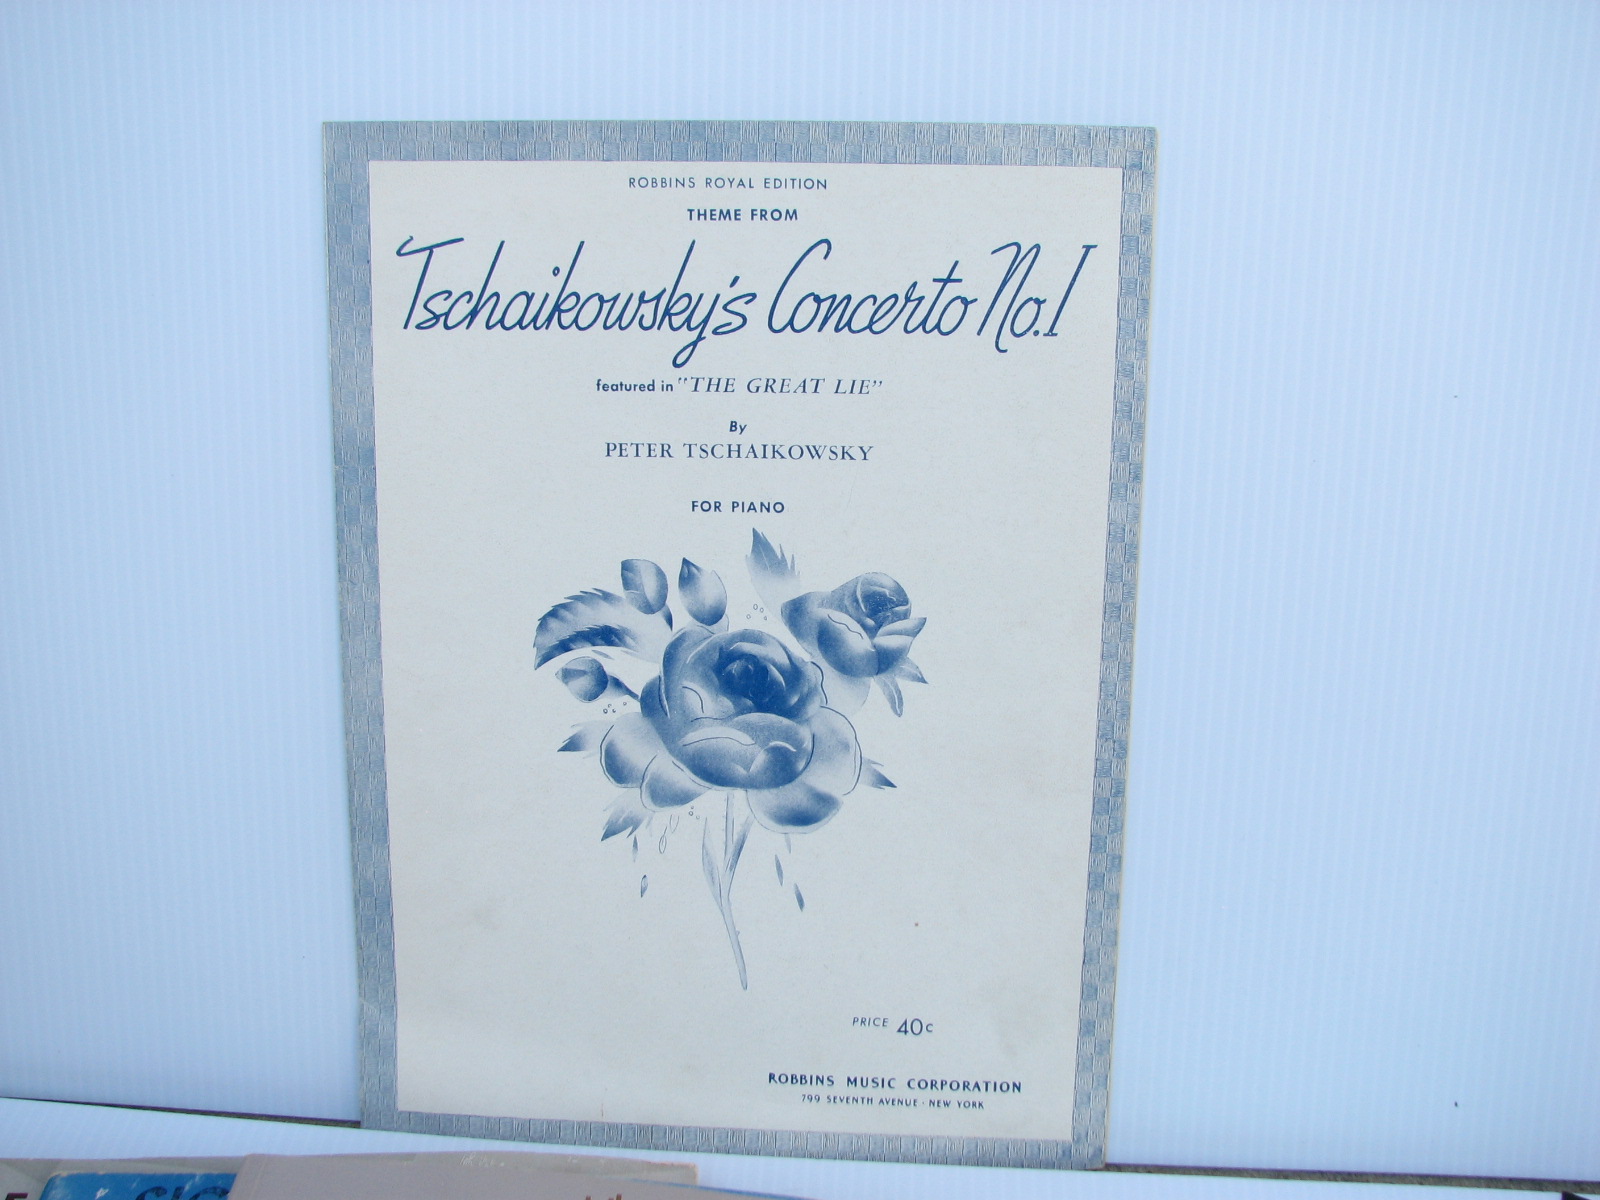 ROBBINS ROYAL EDITION
THEME FROM
Tschaikowsky's Concerto No. I
featured in "THE GREAT LIE"
By
PETER TSCHAIKOWSKY
FOR PIANO
PRICE 40c
ROBBINS MUSIC CORPORATION
799 SEVENTH AVENUE · NEW YORK